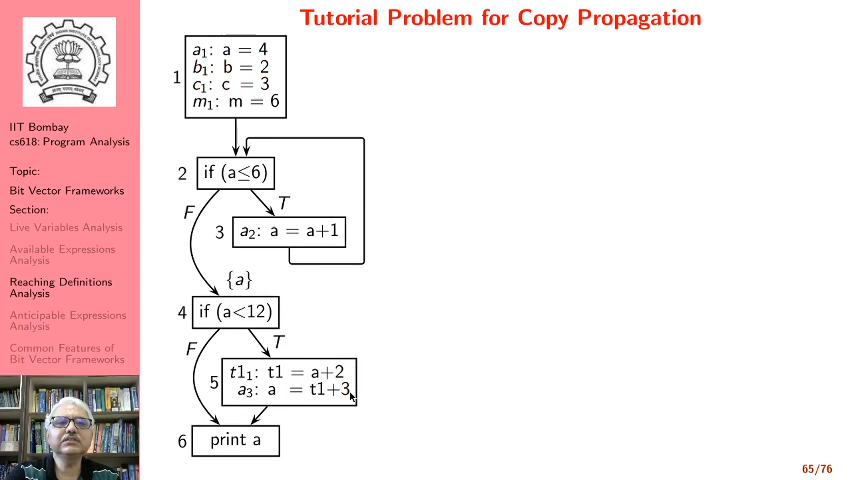 Tutorial Problem for Copy Propagation
IIT Bombay
cs618: Program Analysis
Topic:
Bit Vector Frameworks
Section:
Live Variables Analysis
Available Expressions
Analysis
Reaching Definitions
Analysis
Anticipable Expressions
Analysis
Common Features of
Bit Vector Frameworks
1
a1: a = 4
b1: b = 2
c1: c = 3
m1: m = 6
2
if (a≤6)
F
T
3
a2: a = a+1
{a}
4
if (a<12)
F
T
5
t11: t1 = a+2
a3: a = t1+3
6
print a
65/76